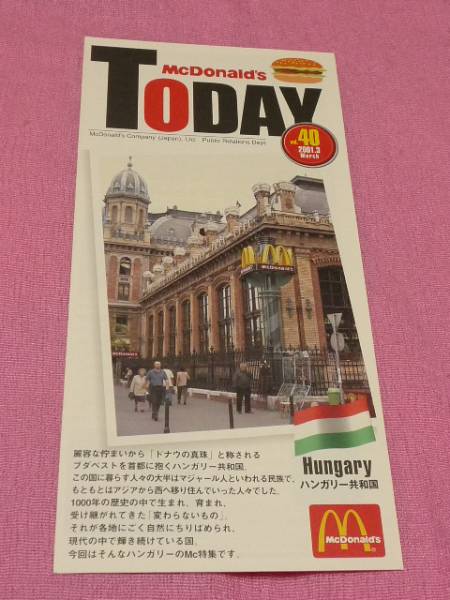 McDonald's
TODAY
McDonald's Company (Japan), Ltd. Public Relations Dept.
vol. 40
2001.3
March
McDonald's
麗容な佇まいから「ドナウの真珠」と称される
ブダペストを首都に抱くハンガリー共和国。
この国に暮らす人々の大半はマジャール人といわれる民族で、
もともとはアジアから西へ移り住んでいった人々でした。
1000年の歴史の中で生まれ、育まれ、
受け継がれてきた「変わらないもの」。
それが各地にごく自然にちりばめられ、
現代の中で輝き続けている国。
今回はそんなハンガリーのMc特集です。
Hungary
ハンガリー共和国
McDonald's